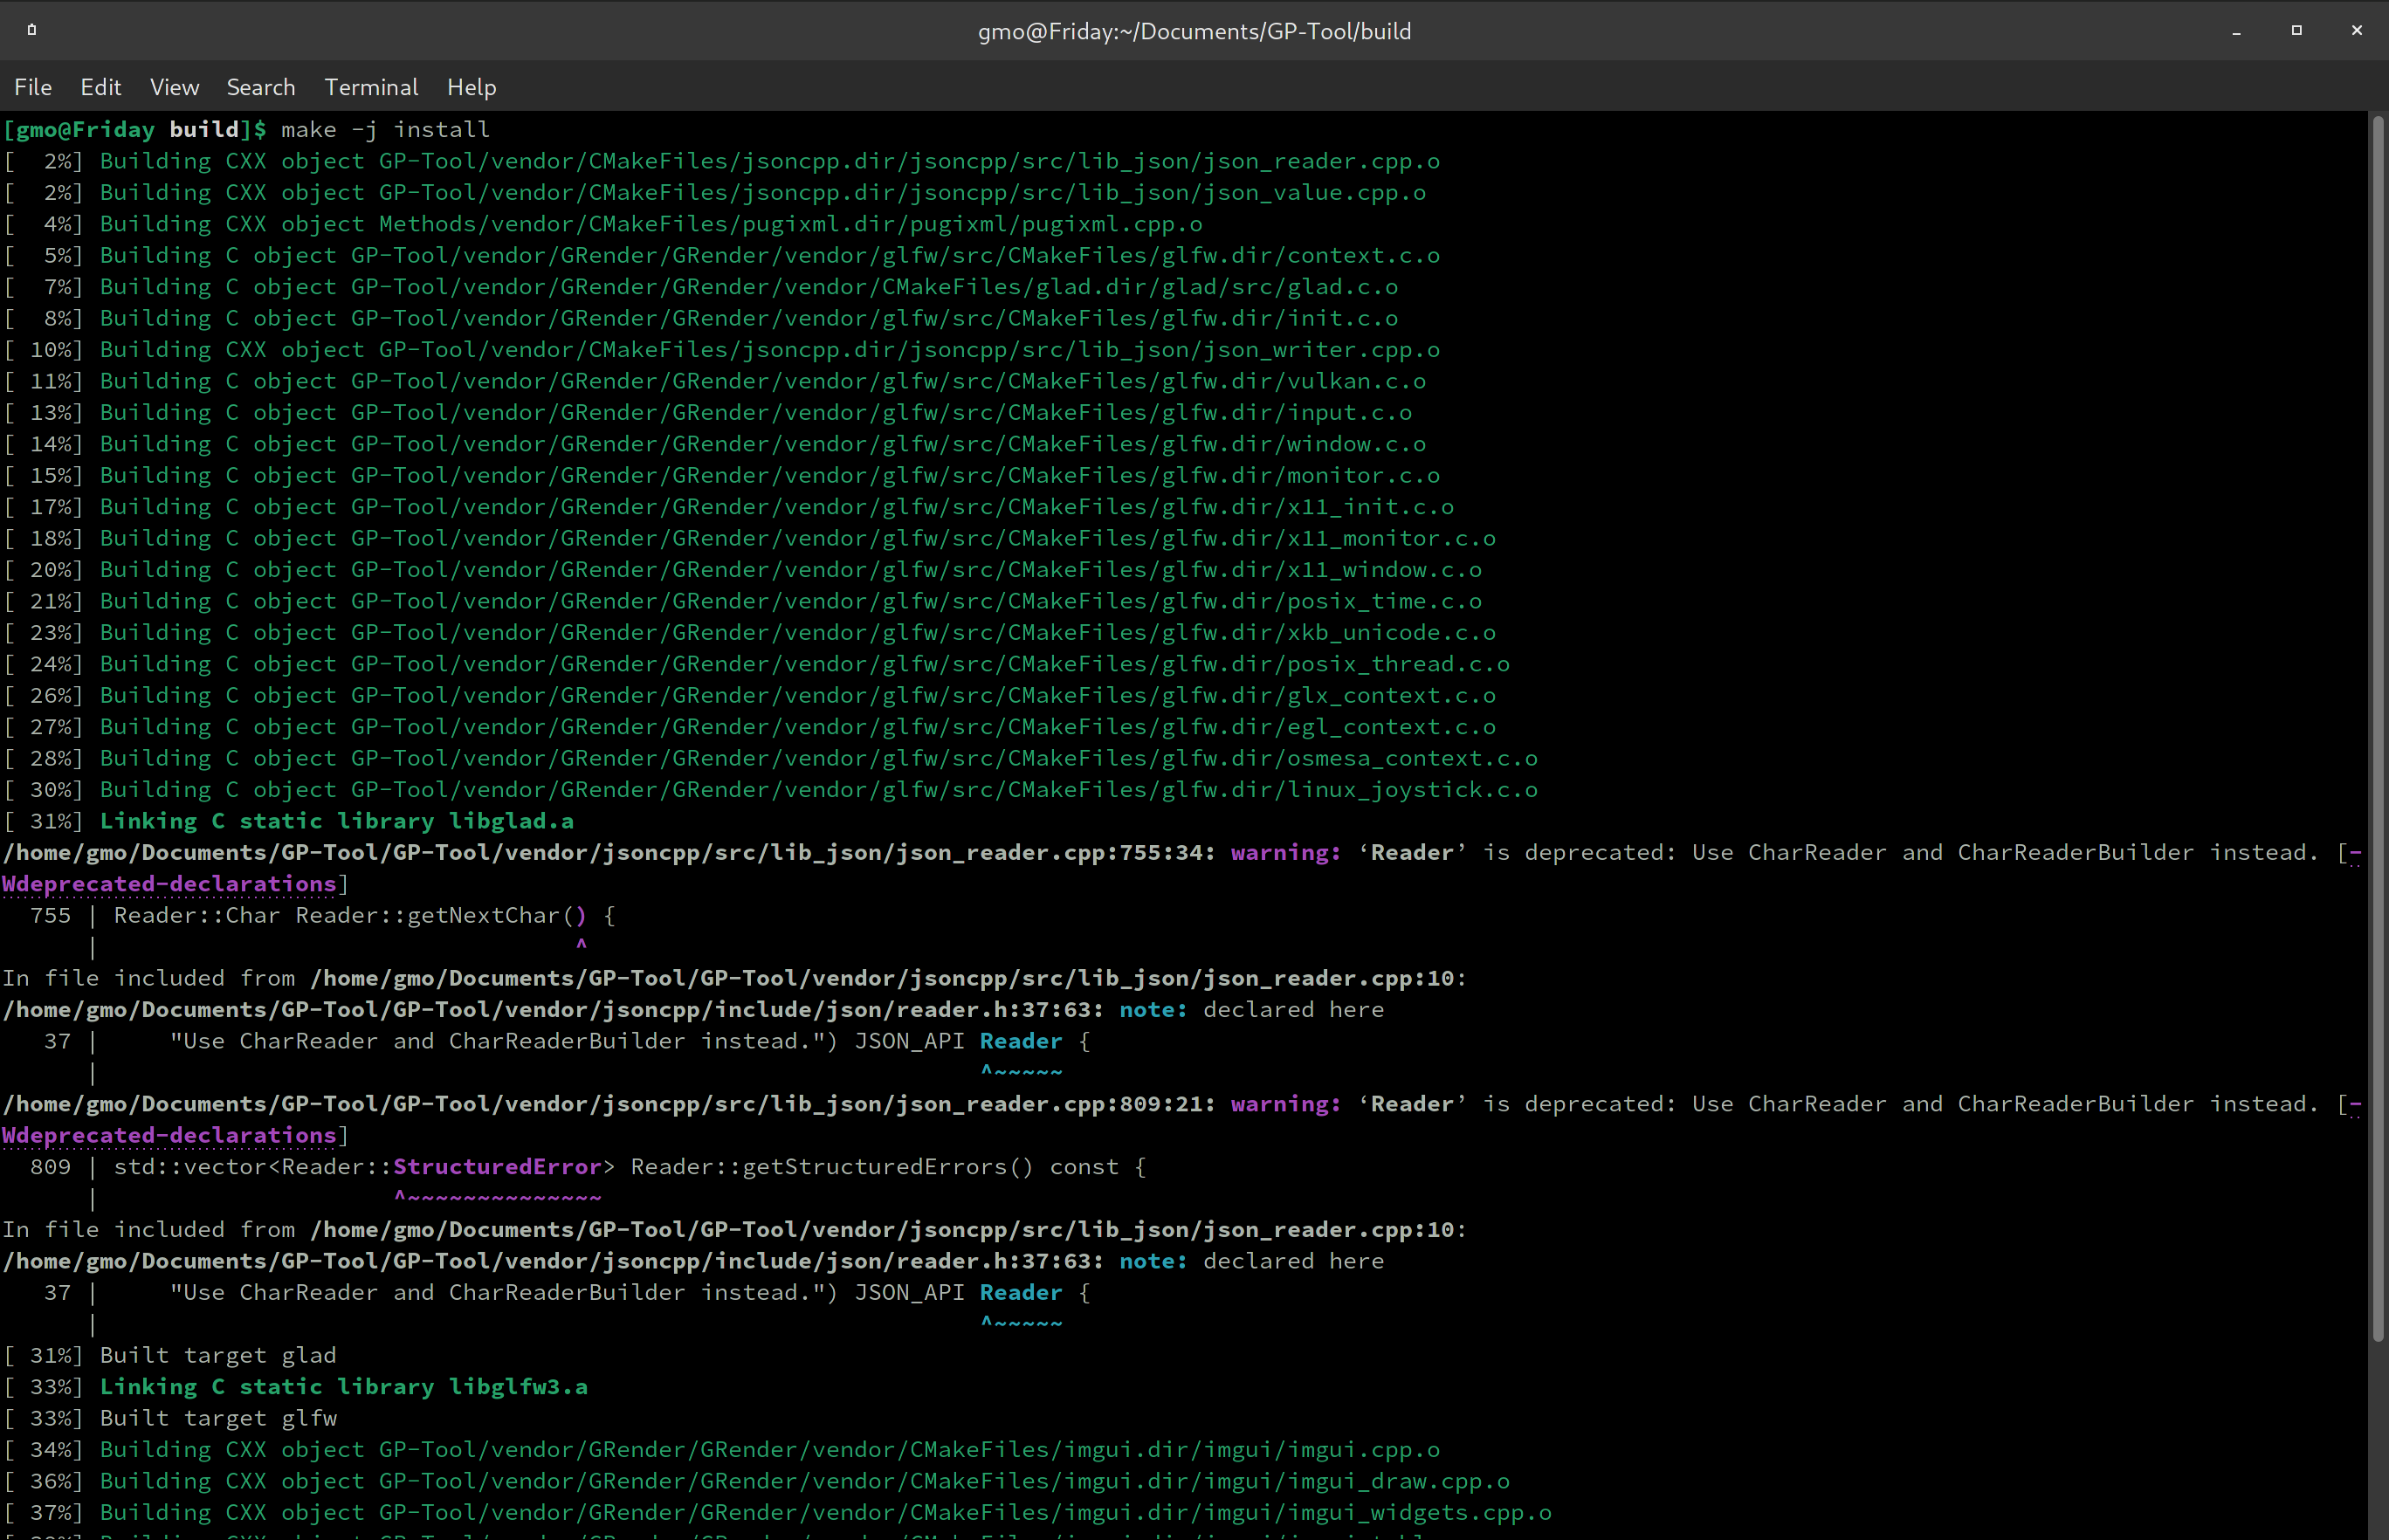 gmo@Friday:~/Documents/GP-Tool/build
File Edit View Search Terminal Help
[gmo@Friday build]$ make -j install
[  2%] Building CXX object GP-Tool/vendor/CMakeFiles/jsoncpp.dir/jsoncpp/src/lib_json/json_reader.cpp.o
[  2%] Building CXX object GP-Tool/vendor/CMakeFiles/jsoncpp.dir/jsoncpp/src/lib_json/json_value.cpp.o
[  4%] Building CXX object Methods/vendor/CMakeFiles/pugixml.dir/pugixml/pugixml.cpp.o
[  5%] Building C object GP-Tool/vendor/GRender/GRender/vendor/glfw/src/CMakeFiles/glfw.dir/context.c.o
[  7%] Building C object GP-Tool/vendor/GRender/GRender/vendor/CMakeFiles/glad.dir/glad/src/glad.c.o
[  8%] Building C object GP-Tool/vendor/GRender/GRender/vendor/glfw/src/CMakeFiles/glfw.dir/init.c.o
[ 10%] Building CXX object GP-Tool/vendor/CMakeFiles/jsoncpp.dir/jsoncpp/src/lib_json/json_writer.cpp.o
[ 11%] Building C object GP-Tool/vendor/GRender/GRender/vendor/glfw/src/CMakeFiles/glfw.dir/vulkan.c.o
[ 13%] Building C object GP-Tool/vendor/GRender/GRender/vendor/glfw/src/CMakeFiles/glfw.dir/input.c.o
[ 14%] Building C object GP-Tool/vendor/GRender/GRender/vendor/glfw/src/CMakeFiles/glfw.dir/window.c.o
[ 15%] Building C object GP-Tool/vendor/GRender/GRender/vendor/glfw/src/CMakeFiles/glfw.dir/monitor.c.o
[ 17%] Building C object GP-Tool/vendor/GRender/GRender/vendor/glfw/src/CMakeFiles/glfw.dir/x11_init.c.o
[ 18%] Building C object GP-Tool/vendor/GRender/GRender/vendor/glfw/src/CMakeFiles/glfw.dir/x11_monitor.c.o
[ 20%] Building C object GP-Tool/vendor/GRender/GRender/vendor/glfw/src/CMakeFiles/glfw.dir/x11_window.c.o
[ 21%] Building C object GP-Tool/vendor/GRender/GRender/vendor/glfw/src/CMakeFiles/glfw.dir/posix_time.c.o
[ 23%] Building C object GP-Tool/vendor/GRender/GRender/vendor/glfw/src/CMakeFiles/glfw.dir/xkb_unicode.c.o
[ 24%] Building C object GP-Tool/vendor/GRender/GRender/vendor/glfw/src/CMakeFiles/glfw.dir/posix_thread.c.o
[ 26%] Building C object GP-Tool/vendor/GRender/GRender/vendor/glfw/src/CMakeFiles/glfw.dir/glx_context.c.o
[ 27%] Building C object GP-Tool/vendor/GRender/GRender/vendor/glfw/src/CMakeFiles/glfw.dir/egl_context.c.o
[ 28%] Building C object GP-Tool/vendor/GRender/GRender/vendor/glfw/src/CMakeFiles/glfw.dir/osmesa_context.c.o
[ 30%] Building C object GP-Tool/vendor/GRender/GRender/vendor/glfw/src/CMakeFiles/glfw.dir/linux_joystick.c.o
[ 31%] Linking C static library libglad.a
/home/gmo/Documents/GP-Tool/GP-Tool/vendor/jsoncpp/src/lib_json/json_reader.cpp:755:34: warning: ‘Reader’ is deprecated: Use CharReader and CharReaderBuilder instead. [-
Wdeprecated-declarations]
  755 | Reader::Char Reader::getNextChar() {
      |                                  ^
In file included from /home/gmo/Documents/GP-Tool/GP-Tool/vendor/jsoncpp/src/lib_json/json_reader.cpp:10:
/home/gmo/Documents/GP-Tool/GP-Tool/vendor/jsoncpp/include/json/reader.h:37:63: note: declared here
   37 |     "Use CharReader and CharReaderBuilder instead.") JSON_API Reader {
      |                                                               ^~~~~~
/home/gmo/Documents/GP-Tool/GP-Tool/vendor/jsoncpp/src/lib_json/json_reader.cpp:809:21: warning: ‘Reader’ is deprecated: Use CharReader and CharReaderBuilder instead. [-
Wdeprecated-declarations]
  809 | std::vector<Reader::StructuredError> Reader::getStructuredErrors() const {
      |                     ^~~~~~~~~~~~~~~
In file included from /home/gmo/Documents/GP-Tool/GP-Tool/vendor/jsoncpp/src/lib_json/json_reader.cpp:10:
/home/gmo/Documents/GP-Tool/GP-Tool/vendor/jsoncpp/include/json/reader.h:37:63: note: declared here
   37 |     "Use CharReader and CharReaderBuilder instead.") JSON_API Reader {
      |                                                               ^~~~~~
[ 31%] Built target glad
[ 33%] Linking C static library libglfw3.a
[ 33%] Built target glfw
[ 34%] Building CXX object GP-Tool/vendor/GRender/GRender/vendor/CMakeFiles/imgui.dir/imgui/imgui.cpp.o
[ 36%] Building CXX object GP-Tool/vendor/GRender/GRender/vendor/CMakeFiles/imgui.dir/imgui/imgui_draw.cpp.o
[ 37%] Building CXX object GP-Tool/vendor/GRender/GRender/vendor/CMakeFiles/imgui.dir/imgui/imgui_widgets.cpp.o